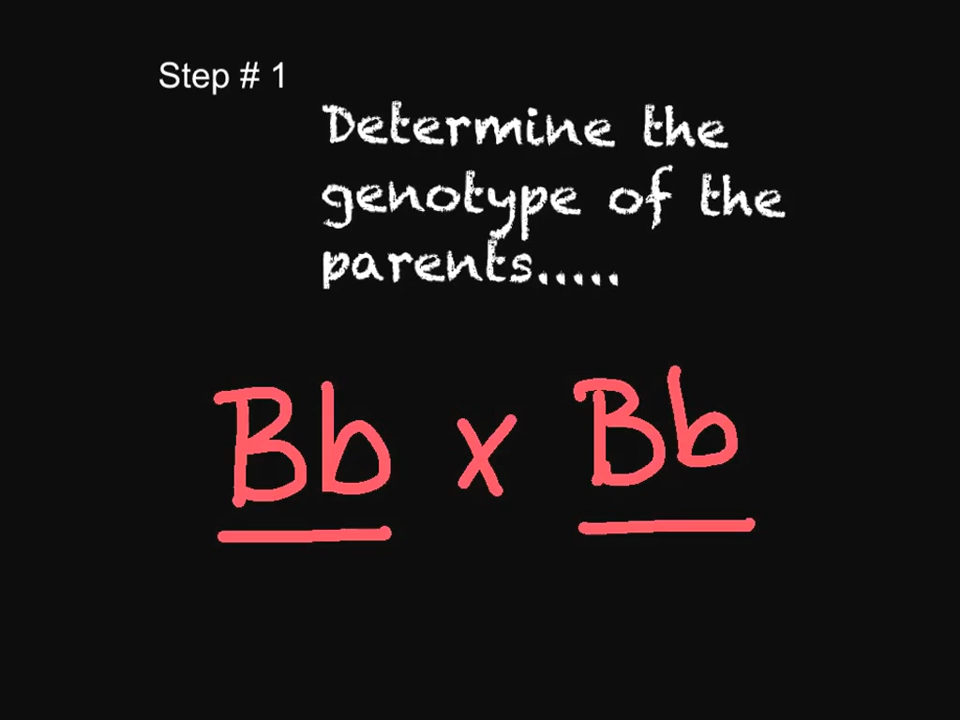 Step # 1
Determine the
genotype of the
parents.....
Bb x Bb